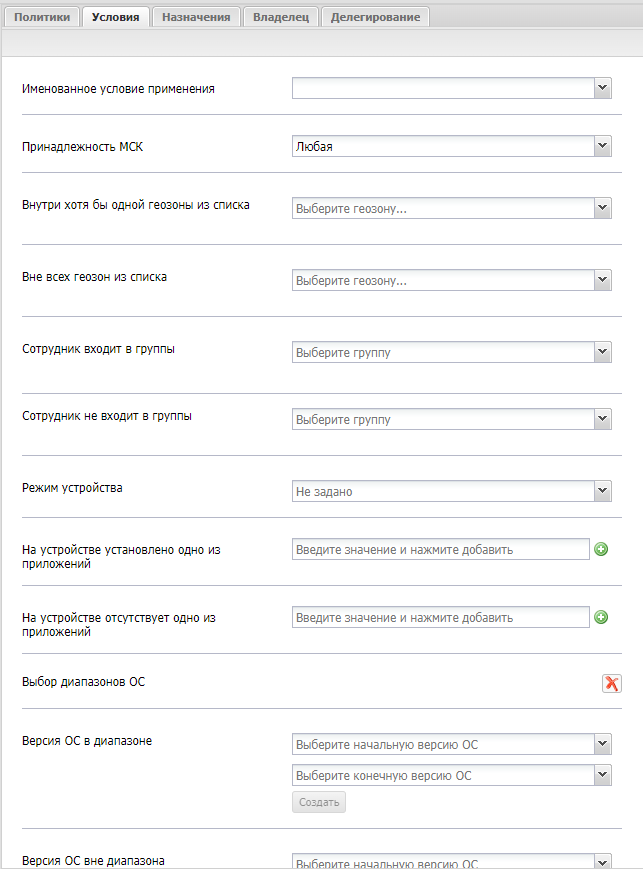 Политики Условия Назначения Владелец Делегирование
Именованное условие применения
Принадлежность МСК Любая
Внутри хотя бы одной геозоны из списка Выберите геозону...
Вне всех геозон из списка Выберите геозону...
Сотрудник входит в группы Выберите группу
Сотрудник не входит в группы Выберите группу
Режим устройства Не задано
На устройстве установлено одно из
приложений
Введите значение и нажмите добавить
На устройстве отсутствует одно из
приложений
Введите значение и нажмите добавить
Выбор диапазонов ОС
Версия ОС в диапазоне Выберите начальную версию ОС
Выберите конечную версию ОС
Создать
Версия ОС вне диапазона Выберите начальную версию ОС